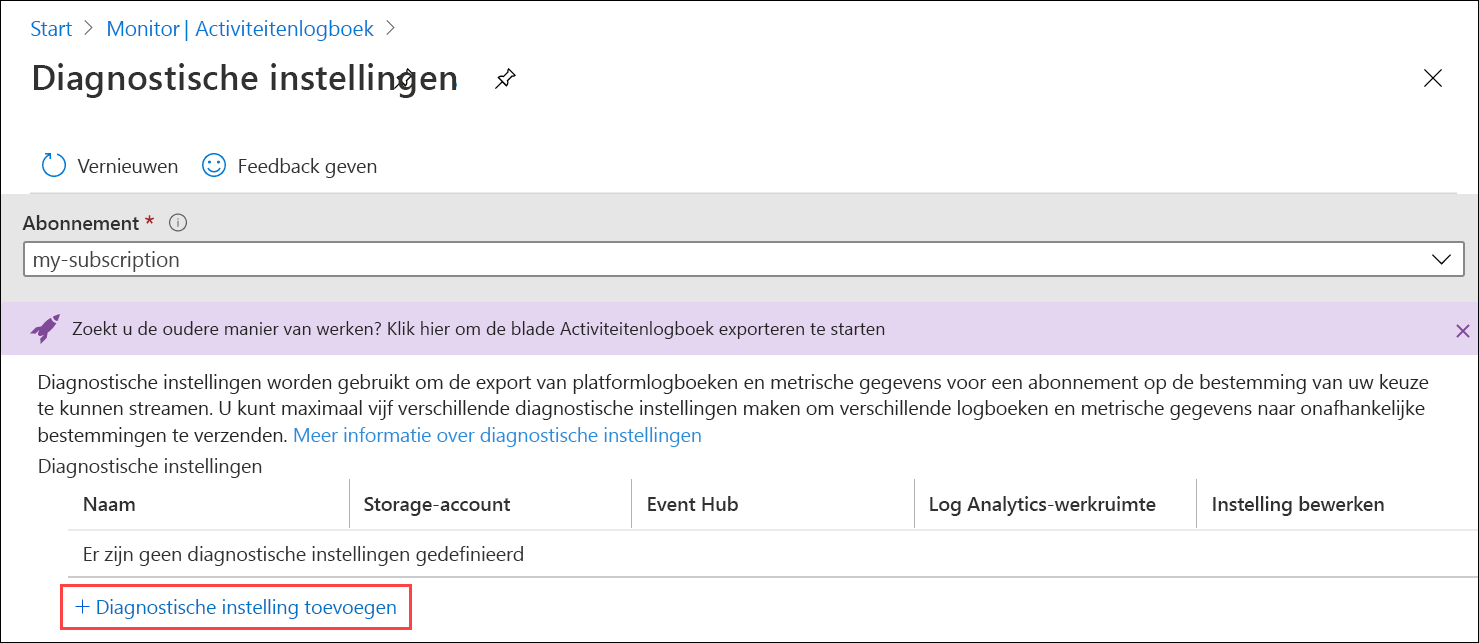 Start > Monitor | Activiteitenlogboek >
Diagnostische instellingen
Vernieuwen Feedback geven
Abonnement *
my-subscription
Zoekt u de oudere manier van werken? Klik hier om de blade Activiteitenlogboek exporteren te starten
Diagnostische instellingen worden gebruikt om de export van platformlogboeken en metrische gegevens voor een abonnement op de bestemming van uw keuze
te kunnen streamen. U kunt maximaal vijf verschillende diagnostische instellingen maken om verschillende logboeken en metrische gegevens naar onafhankelijke
bestemmingen te verzenden. Meer informatie over diagnostische instellingen
Diagnostische instellingen
Naam Storage-account Event Hub Log Analytics-werkruimte Instelling bewerken
Er zijn geen diagnostische instellingen gedefinieerd
+ Diagnostische instelling toevoegen